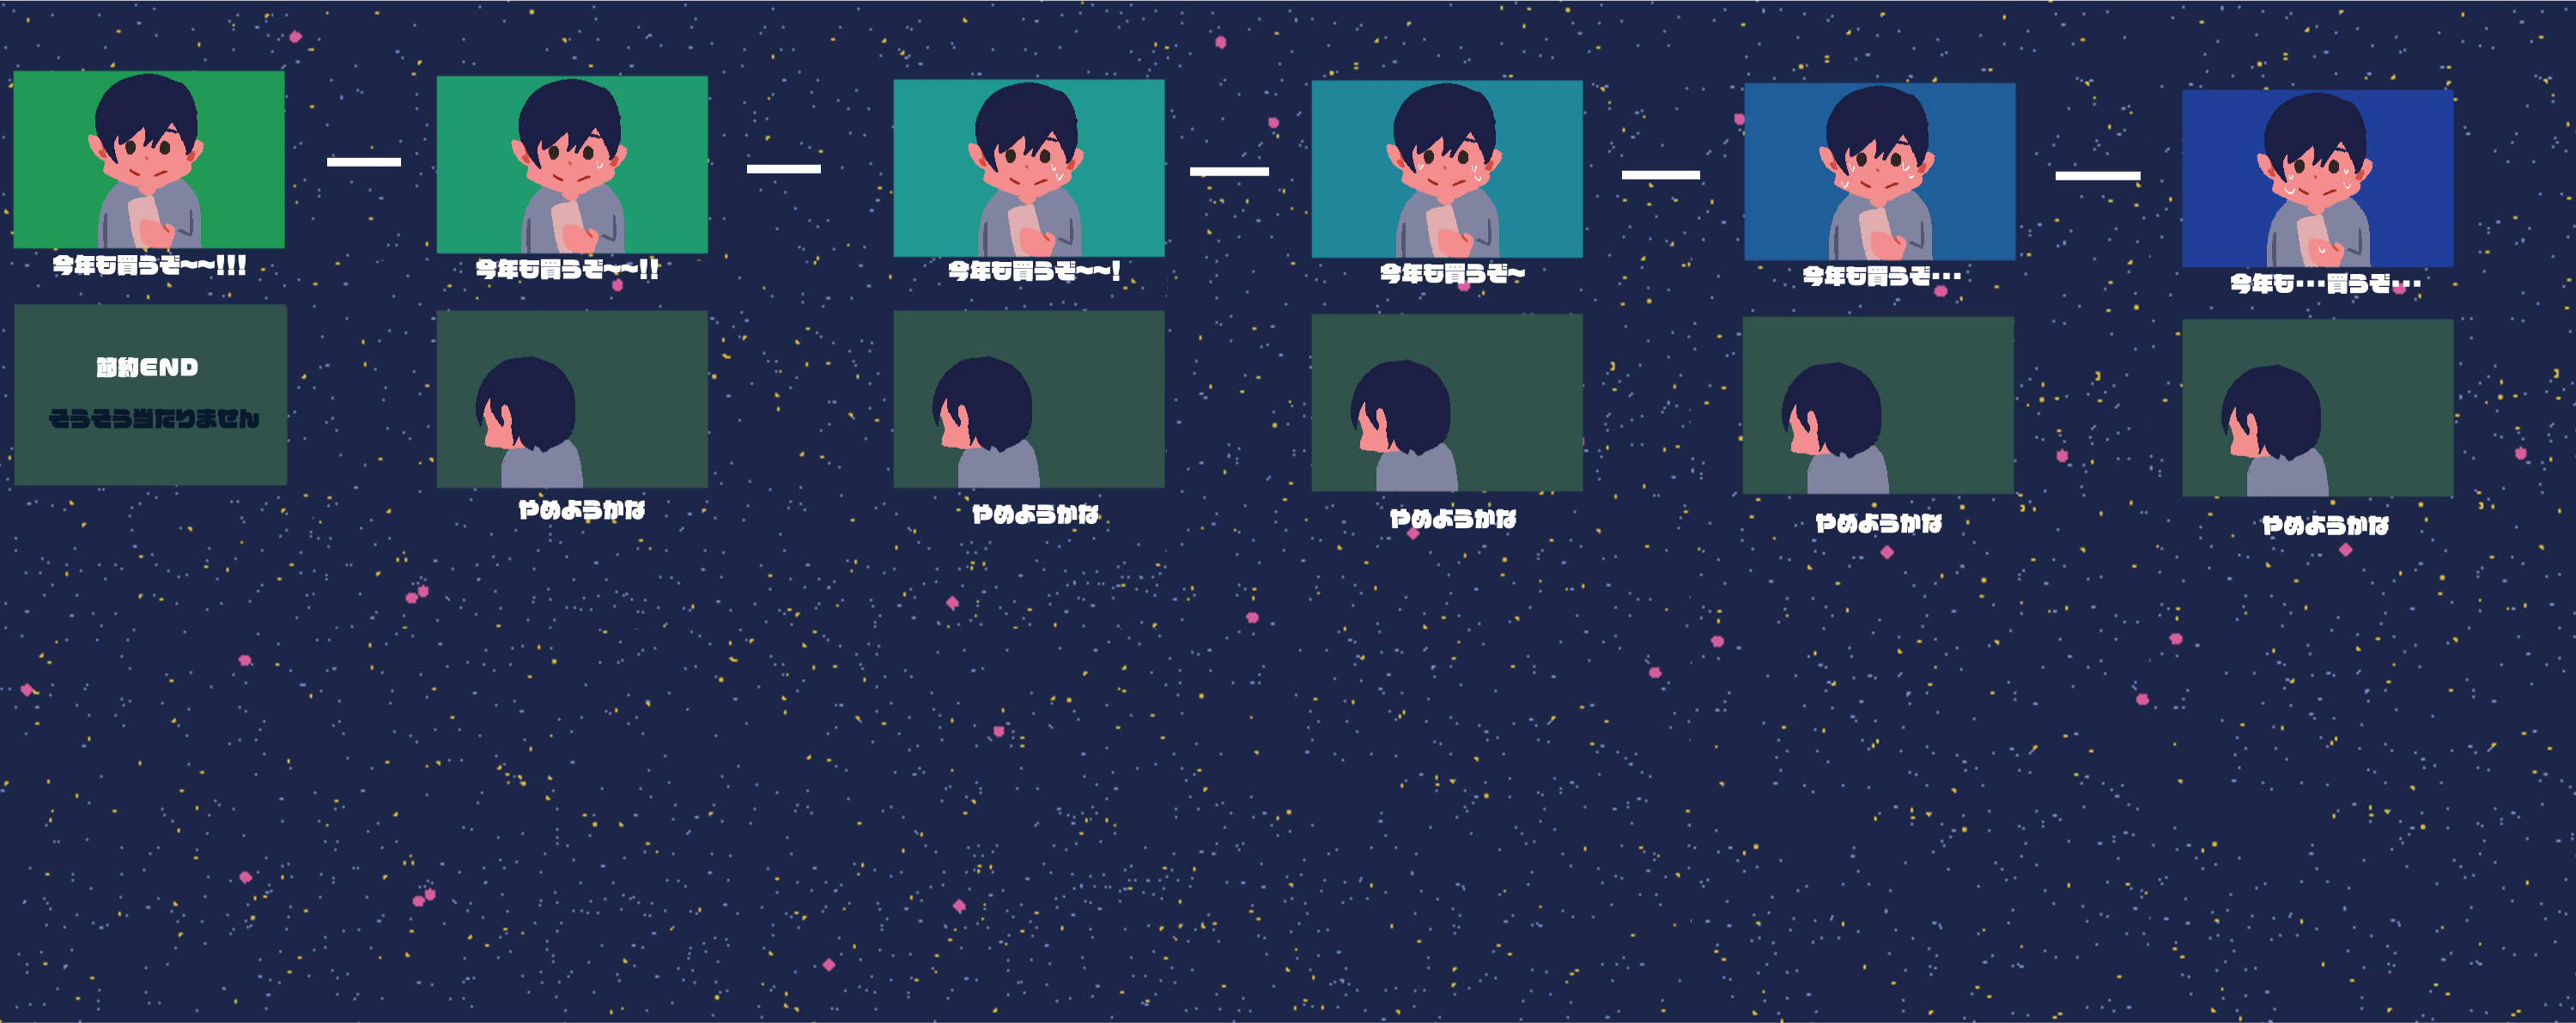 今年も買うぞ~~!!!
今年も買うぞ~~!!
今年も買うぞ~~!
今年も買うぞ~
今年も買うぞ…
今年も…買うぞ…
節約END
そうそう当たりません
やめようかな
やめようかな
やめようかな
やめようかな
やめようかな